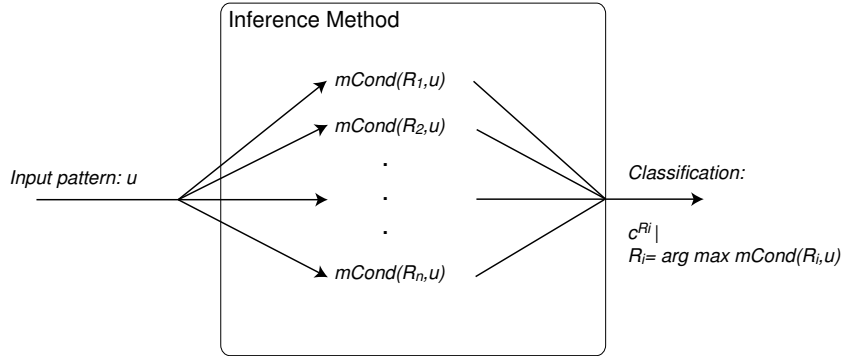 Inference Method
mCond(R1,u)
mCond(R2,u)
.
Input pattern: u
Classification:
.
.
cRi |
Ri= arg max mCond(Ri,u)
mCond(Rn,u)